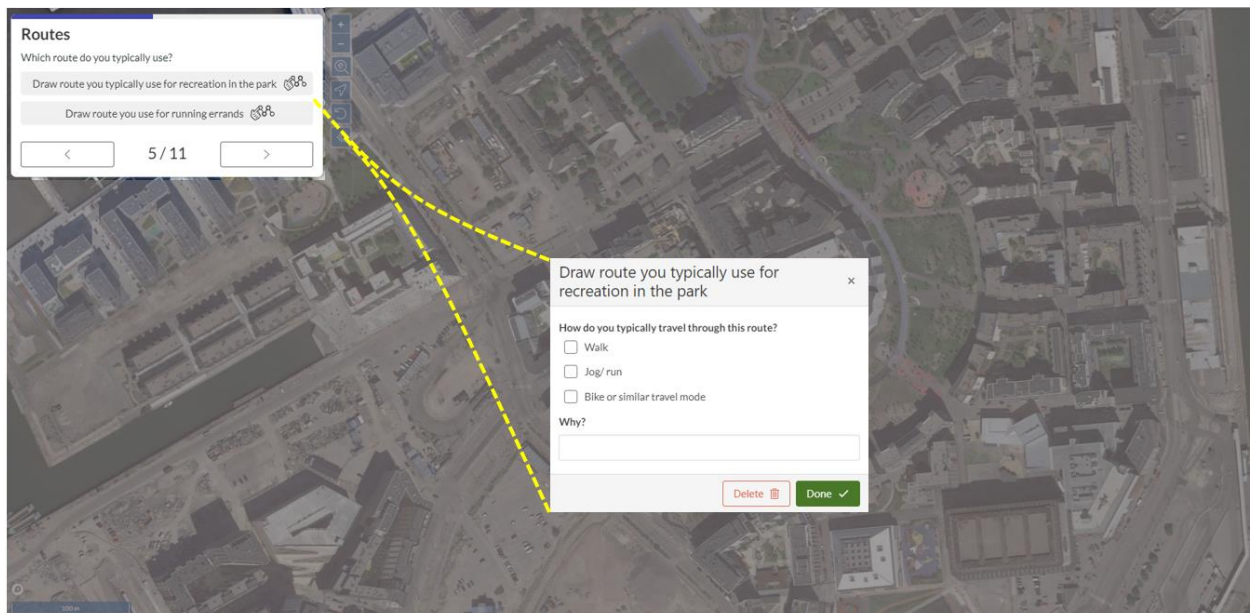 Routes
Which route do you typically use?
Draw route you typically use for recreation in the park
Draw route you use for running errands
< 5 / 11 >
Draw route you typically use for
recreation in the park
×
How do you typically travel through this route?
Walk
Jog/ run
Bike or similar travel mode
Why?
Delete Done
100 m